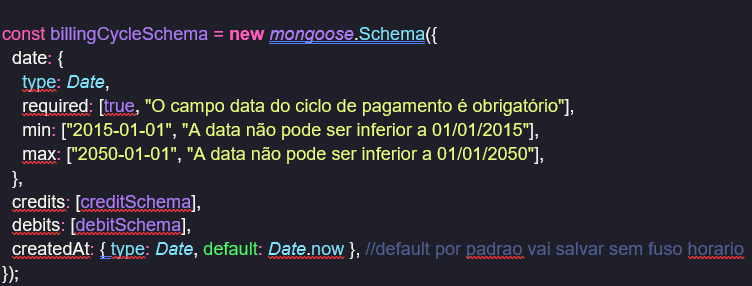 const billingCycleSchema = new mongoose.Schema({
date: {
type: Date,
required: [true, "O campo data do ciclo de pagamento é obrigatório"],
min: ["2015-01-01", "A data não pode ser inferior a 01/01/2015"],
max: ["2050-01-01", "A data não pode ser inferior a 01/01/2050"],
},
credits: [creditSchema],
debits: [debitSchema],
createdAt: { type: Date, default: Date.now }, //default por padrao vai salvar sem fuso horario
});